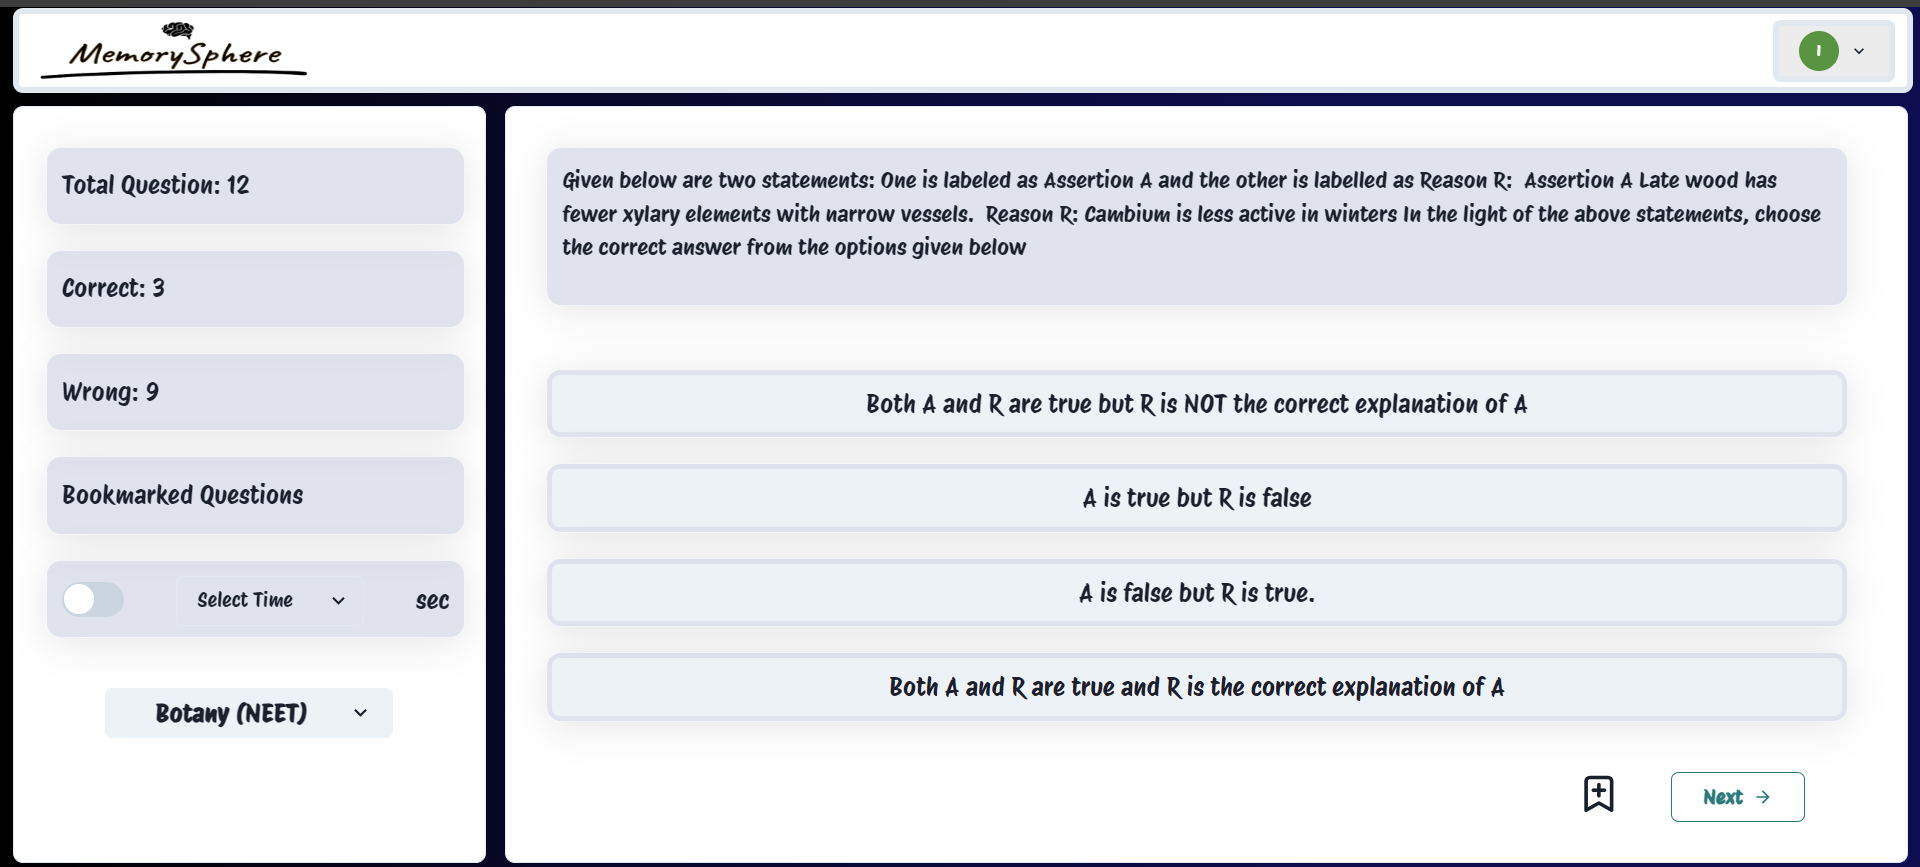 MemorySphere
I
Total Question: 12
Correct: 3
Wrong: 9
Bookmarked Questions
Select Time
sec
Botany (NEET)
Given below are two statements: One is labeled as Assertion A and the other is labelled as Reason R:  Assertion A Late wood has
fewer xylary elements with narrow vessels.  Reason R: Cambium is less active in winters In the light of the above statements, choose
the correct answer from the options given below
Both A and R are true but R is NOT the correct explanation of A
A is true but R is false
A is false but R is true.
Both A and R are true and R is the correct explanation of A
Next